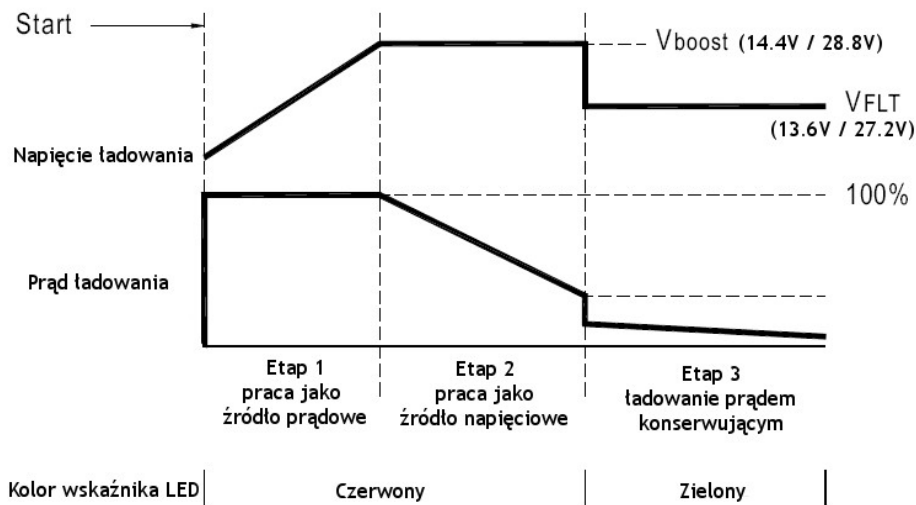 Start
Vboost (14.4V / 28.8V)
VFLT
(13.6V / 27.2V)
Napięcie ładowania
100%
Prąd ładowania
Etap 1
praca jako
źródło prądowe
Etap 2
praca jako
źródło napięciowe
Etap 3
ładowanie prądem
konserwującym
Kolor wskaźnika LED
Czerwony
Zielony